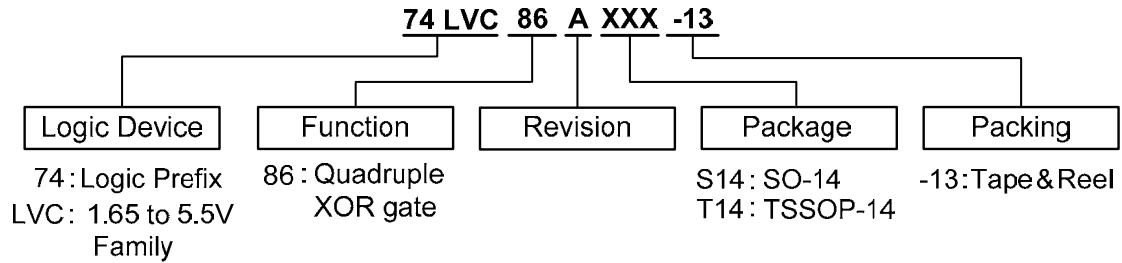 74 LVC 86 A XXX -13
Logic Device
Function
Revision
Package
Packing
74 : Logic Prefix
LVC : 1.65 to 5.5V
Family
86 : Quadruple
XOR gate
S14 : SO-14
T14 : TSSOP-14
-13 : Tape & Reel